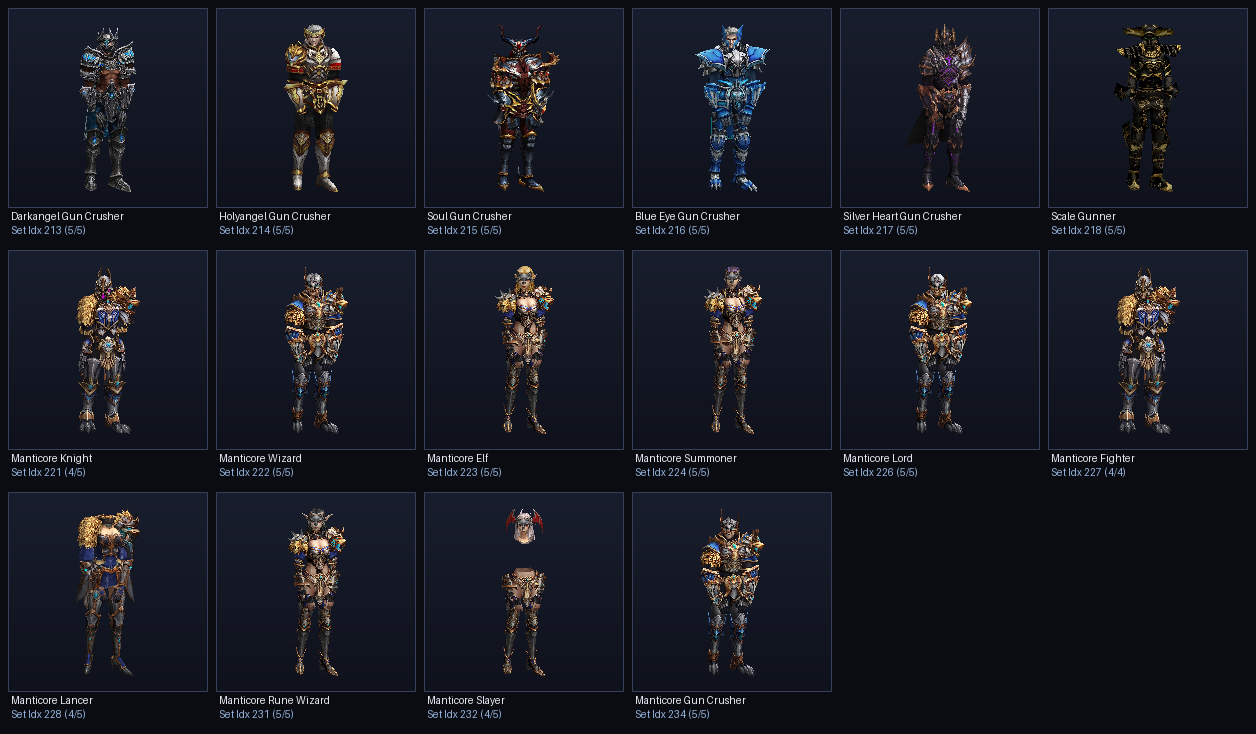 Darkangel Gun Crusher
Set Idx 213 (5/5)
Holyangel Gun Crusher
Set Idx 214 (5/5)
Soul Gun Crusher
Set Idx 215 (5/5)
Blue Eye Gun Crusher
Set Idx 216 (5/5)
Silver Heart Gun Crusher
Set Idx 217 (5/5)
Scale Gunner
Set Idx 218 (5/5)
Manticore Knight
Set Idx 221 (4/5)
Manticore Wizard
Set Idx 222 (5/5)
Manticore Elf
Set Idx 223 (5/5)
Manticore Summoner
Set Idx 224 (5/5)
Manticore Lord
Set Idx 226 (5/5)
Manticore Fighter
Set Idx 227 (4/4)
Manticore Lancer
Set Idx 228 (4/5)
Manticore Rune Wizard
Set Idx 231 (5/5)
Manticore Slayer
Set Idx 232 (4/5)
Manticore Gun Crusher
Set Idx 234 (5/5)